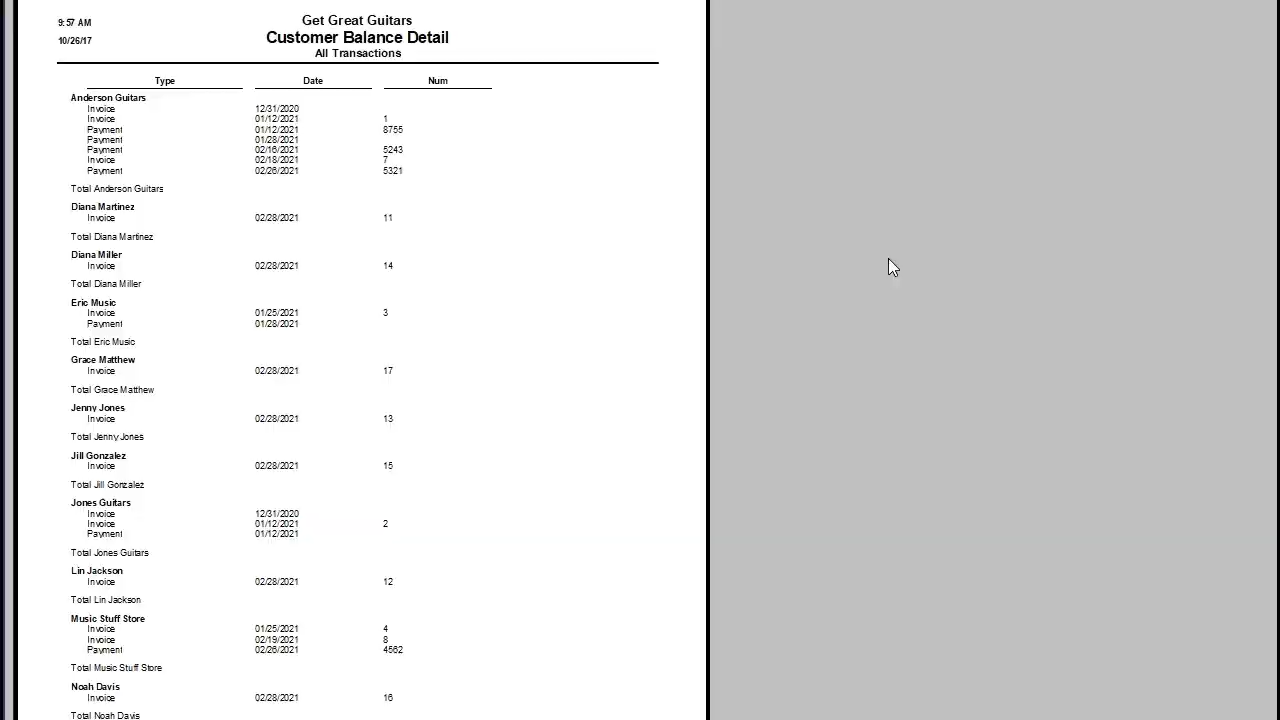 9:57 AM
10/26/17
Get Great Guitars
Customer Balance Detail
All Transactions
Type Date Num
Anderson Guitars
Invoice 12/31/2020
Invoice 01/12/2021 1
Payment 01/12/2021 8755
Payment 01/28/2021
Payment 02/16/2021 5243
Invoice 02/18/2021 7
Payment 02/26/2021 5321
Total Anderson Guitars
Diana Martinez
Invoice 02/28/2021 11
Total Diana Martinez
Diana Miller
Invoice 02/28/2021 14
Total Diana Miller
Eric Music
Invoice 01/25/2021 3
Payment 01/28/2021
Total Eric Music
Grace Matthew
Invoice 02/28/2021 17
Total Grace Matthew
Jenny Jones
Invoice 02/28/2021 13
Total Jenny Jones
Jill Gonzalez
Invoice 02/28/2021 15
Total Jill Gonzalez
Jones Guitars
Invoice 12/31/2020
Invoice 01/12/2021 2
Payment 01/12/2021
Total Jones Guitars
Lin Jackson
Invoice 02/28/2021 12
Total Lin Jackson
Music Stuff Store
Invoice 01/25/2021 4
Invoice 02/19/2021 8
Payment 02/26/2021 4562
Total Music Stuff Store
Noah Davis
Invoice 02/28/2021 16
Total Noah Davis